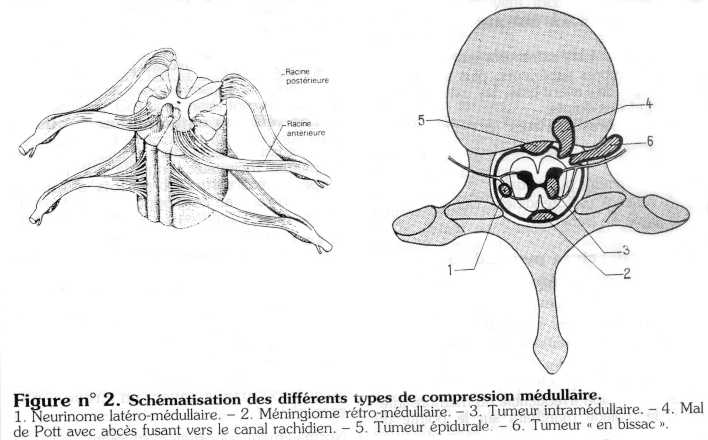 Racine
postérieure
Racine
antérieure
5
4
6
3
1
2
Figure n° 2. Schématisation des différents types de compression médullaire.
1. Neurinome latéro-médullaire. – 2. Méningiome rétro-médullaire. – 3. Tumeur intramédullaire. – 4. Mal
de Pott avec abcès fusant vers le canal rachidien. – 5. Tumeur épidurale. – 6. Tumeur « en bissac ».